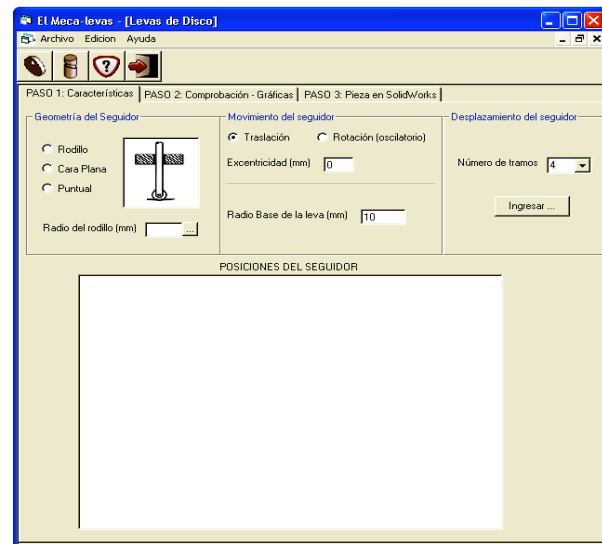 El Meca-levas - [Levas de Disco]
Archivo Edicion Ayuda
PASO 1: Características PASO 2: Comprobación - Gráficas PASO 3: Pieza en SolidWorks
Geometría del Seguidor
Rodillo
Cara Plana
Puntual
Radio del rodillo (mm) ...
Movimiento del seguidor
Traslación Rotación (oscilatorio)
Excentricidad (mm) 0
Radio Base de la leva (mm) 10
Desplazamiento del seguidor
Número de tramos 4
Ingresar ...
POSICIONES DEL SEGUIDOR